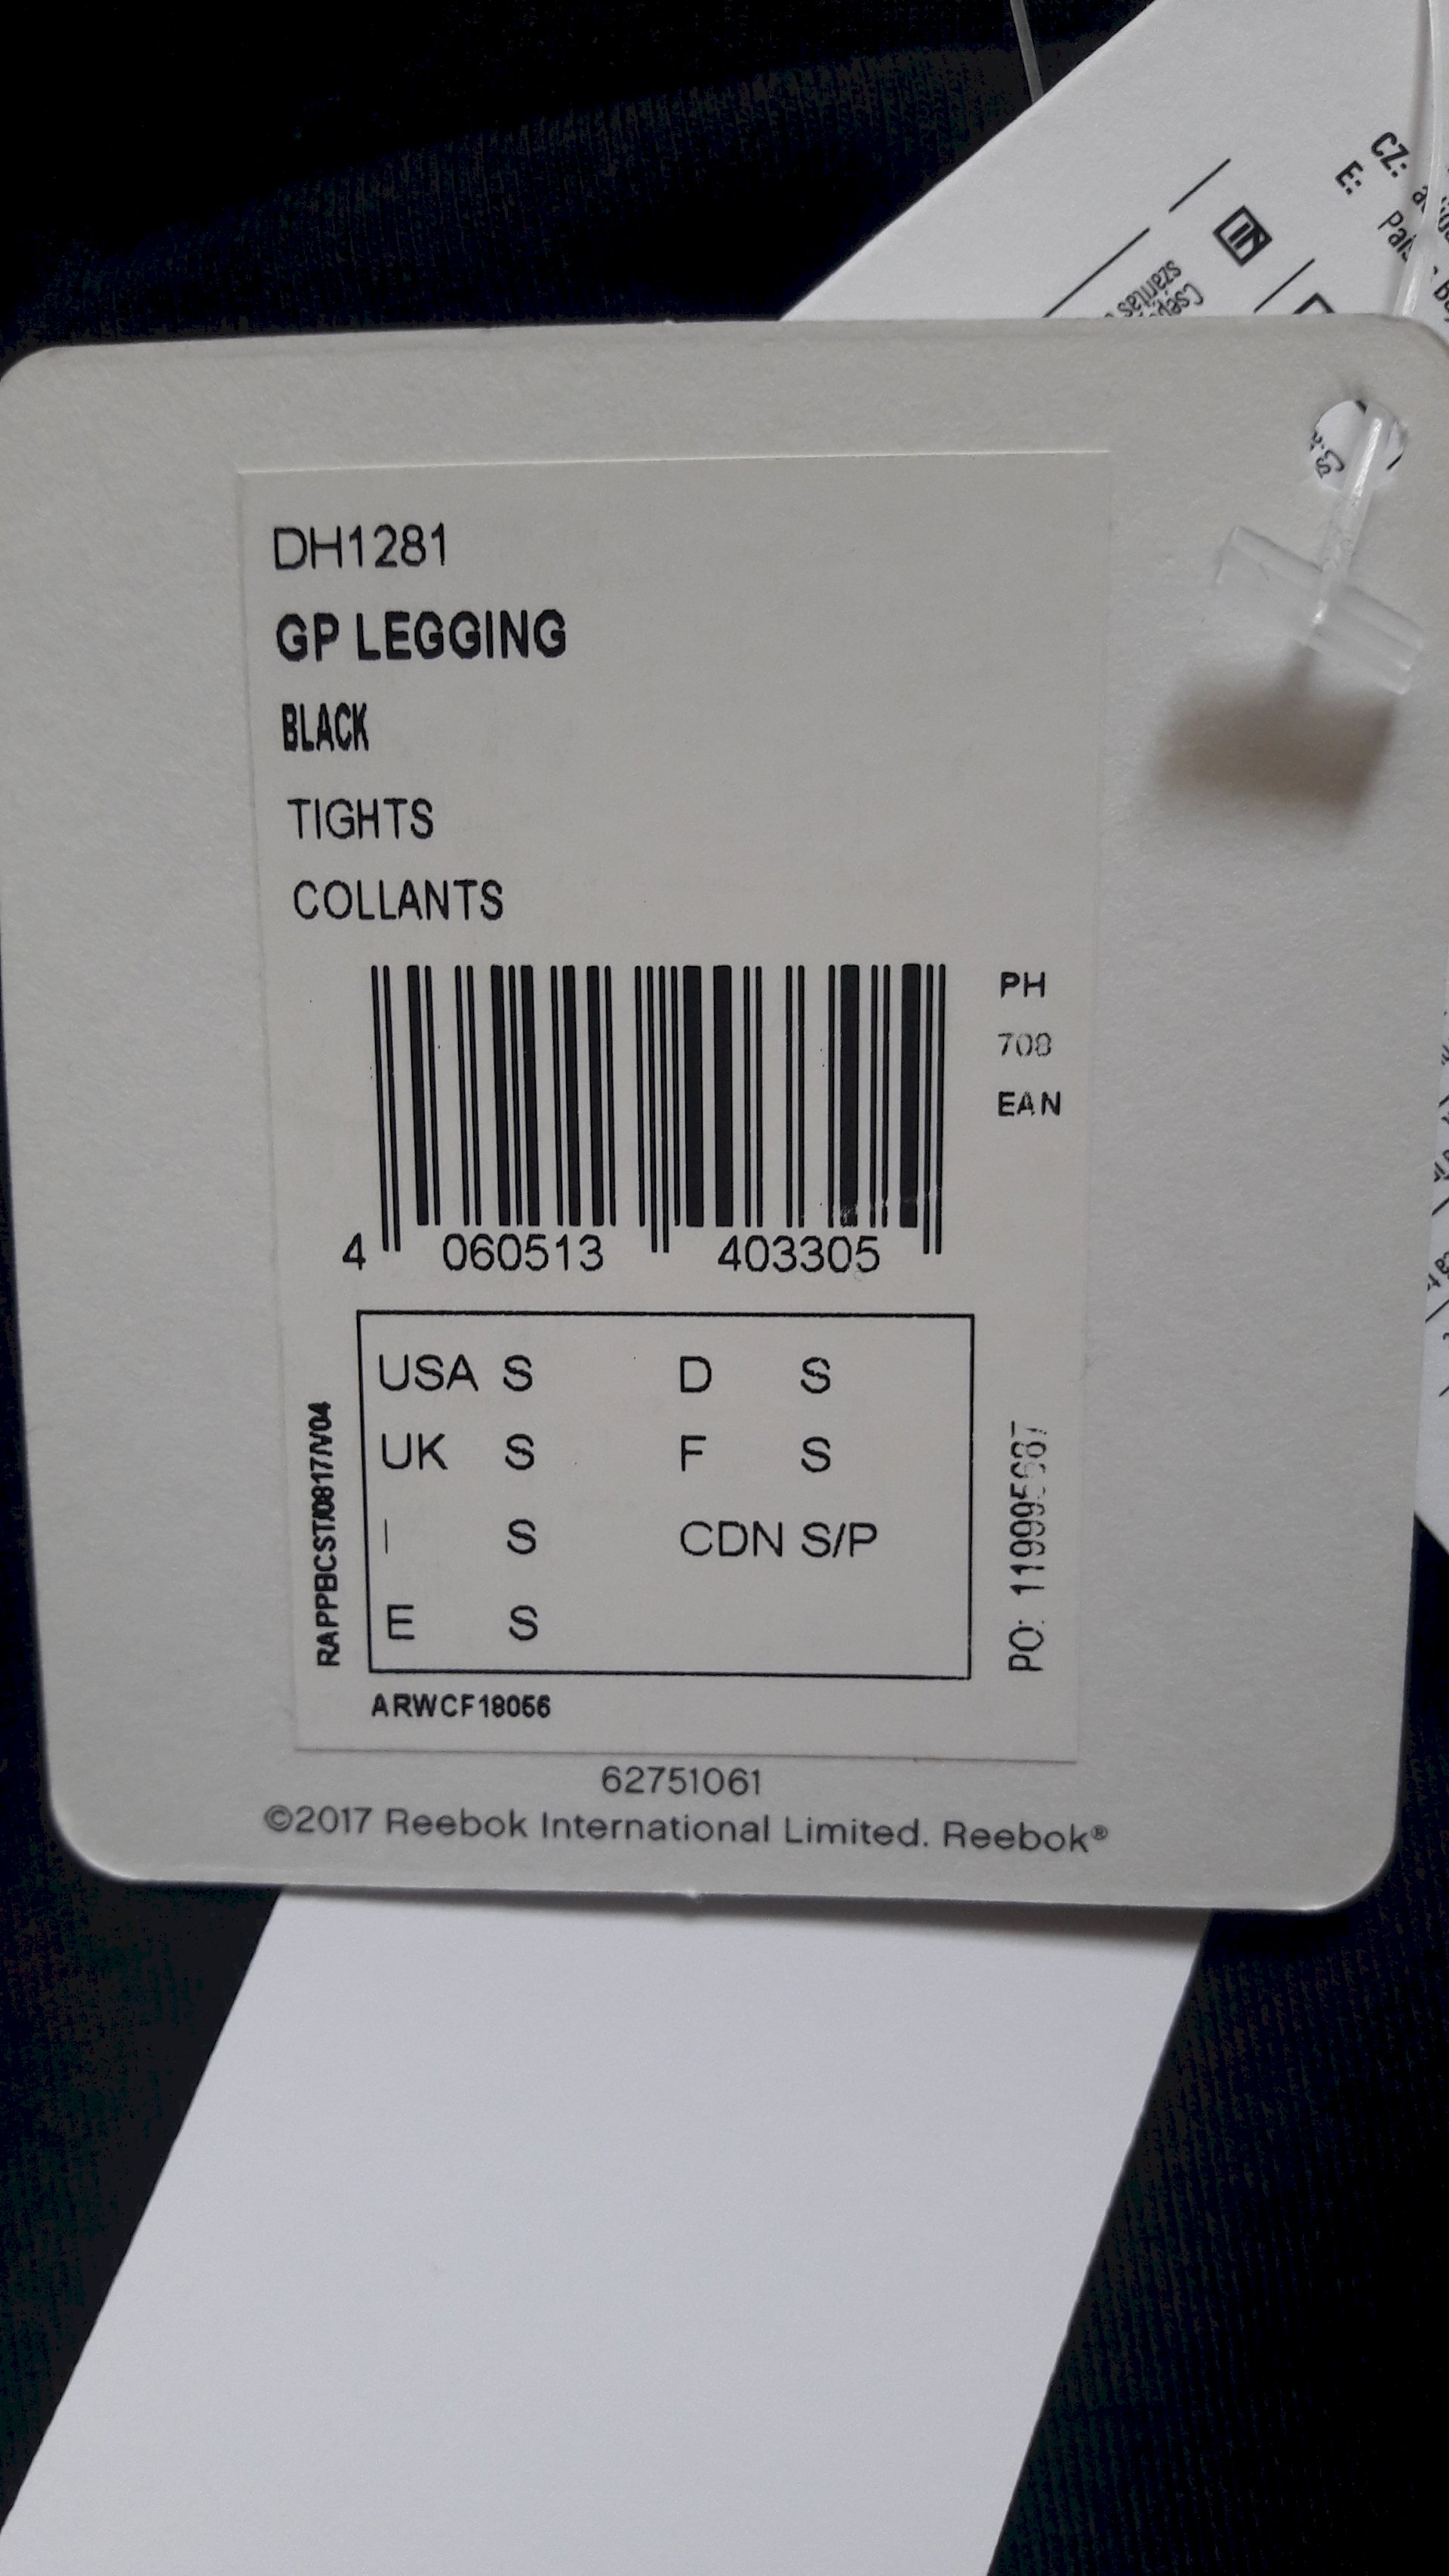 CZ:
E:
DH1281
GP LEGGING
BLACK
TIGHTS
COLLANTS
PH
708
EAN
4 060513 403305
USA S D S
UK S F S
I S CDN S/P
E S
RAPPBCST/0817/V04
PO:
ARWCF18056
62751061
©2017 Reebok International Limited. Reebok®